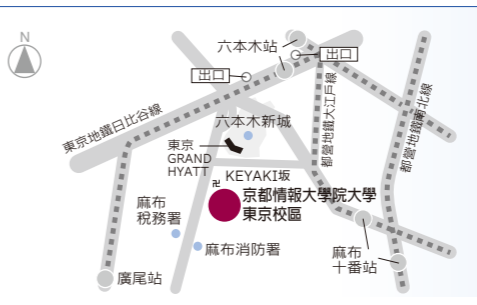 N
六本木站
出口
出口
東京地鐵日比谷線
六本木新城
都營地鐵大江戶線
都營地鐵南北線
東京
GRAND
HYATT
KEYAKI坂
卍
京都情報大學院大學
東京校區
麻布
稅務署
麻布消防署
麻布
十番站
廣尾站